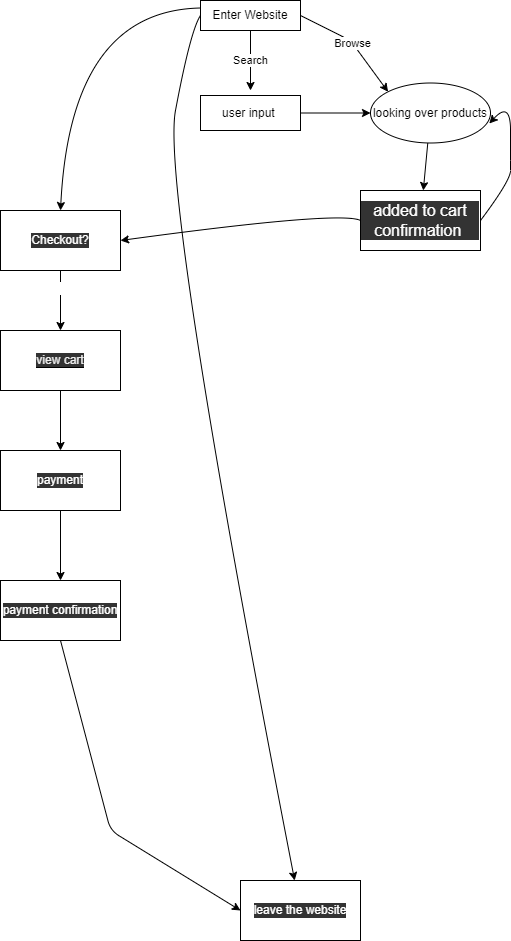 Enter Website
Browse
Search
user input
looking over products
added to cart
confirmation
Checkout?
view cart
payment
payment confirmation
leave the website